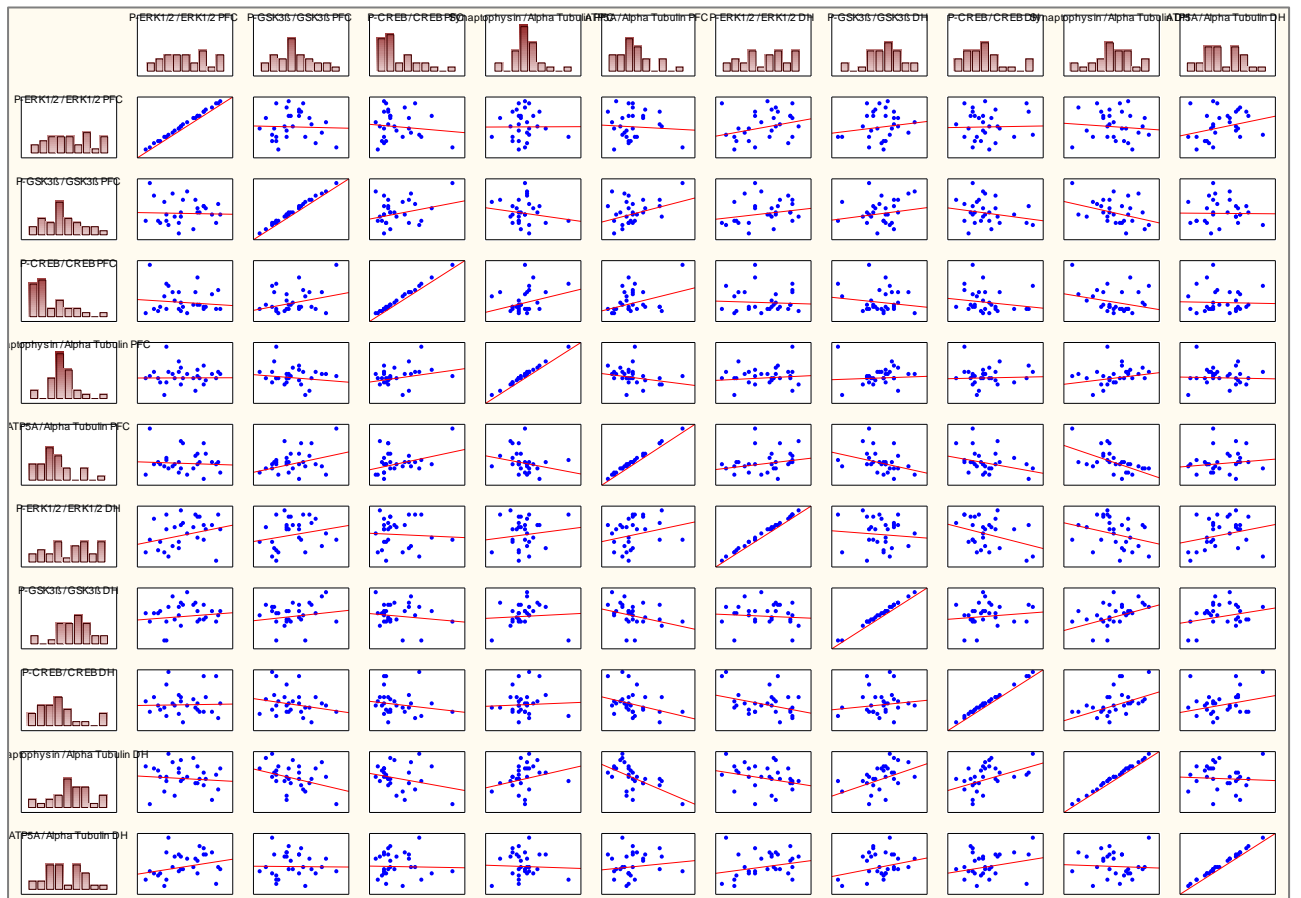 P-ERK1/2 / ERK1/2 PFC
P-GSK3ß/GSK3ß PFC
P-CREB/CREB PFC
Synaptophysin/Alpha Tubulin PFC
ATP5A/Alpha Tubulin PFC
P-ERK1/2 / ERK1/2 DH
P-GSK3ß/GSK3ß DH
P-CREB/CREB DH
Synaptophysin/Alpha Tubulin DH
ATP5A/Alpha Tubulin DH
P-ERK1/2 / ERK1/2 PFC
P-GSK3ß/GSK3ß PFC
P-CREB/CREB PFC
aptophysin/Alpha Tubulin PFC
ATP5A/Alpha Tubulin PFC
P-ERK1/2 / ERK1/2 DH
P-GSK3ß/GSK3ß DH
P-CREB/CREB DH
aptophysin/Alpha Tubulin DH
ATP5A/Alpha Tubulin DH